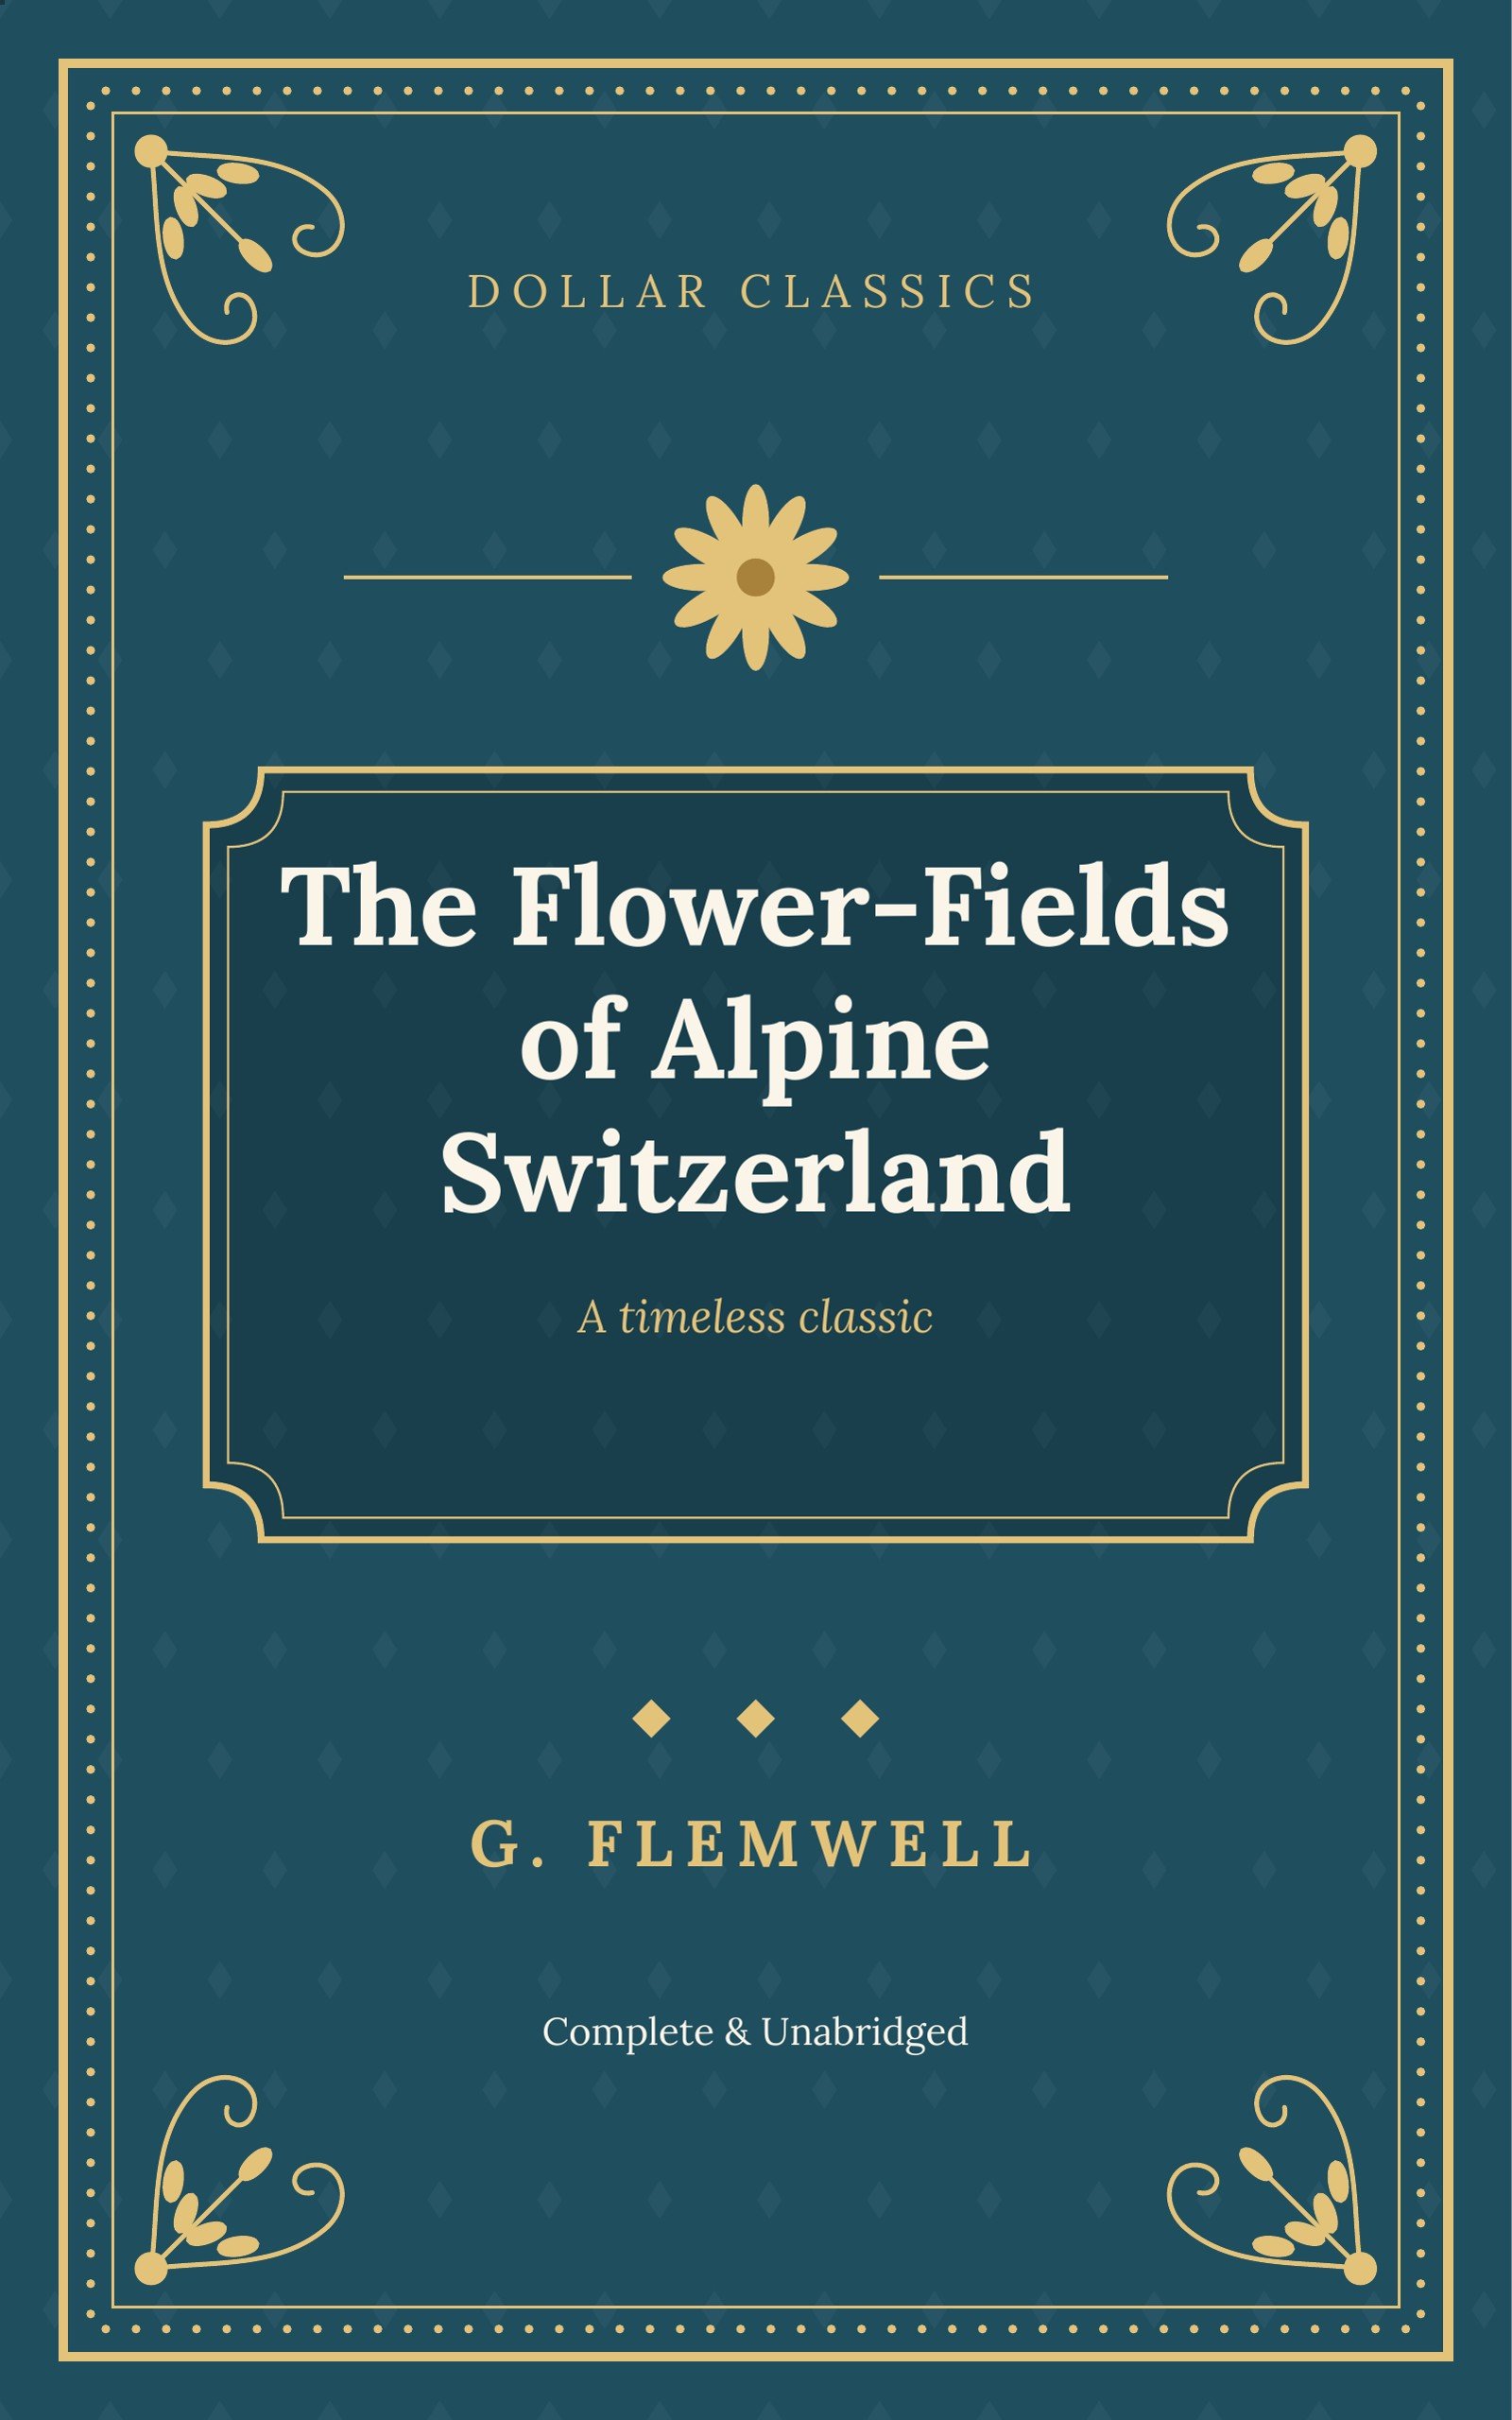 DOLLAR CLASSICS
The Flower-Fields
of Alpine
Switzerland
A timeless classic
G. FLEMWELL
Complete & Unabridged